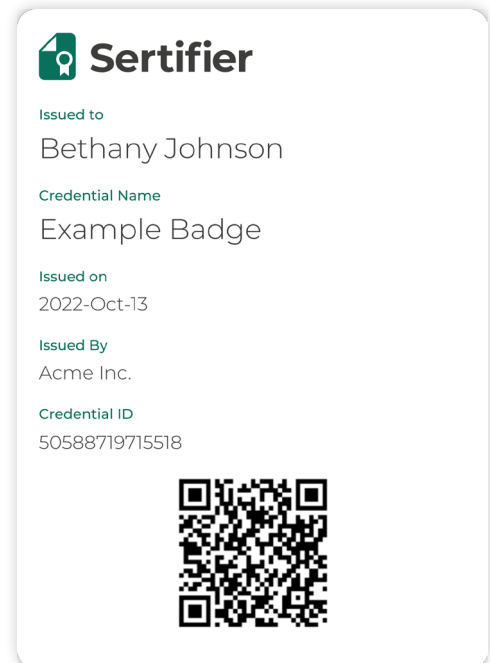 Sertifier
Issued to
Bethany Johnson
Credential Name
Example Badge
Issued on
2022-Oct-13
Issued By
Acme Inc.
Credential ID
50588719715518